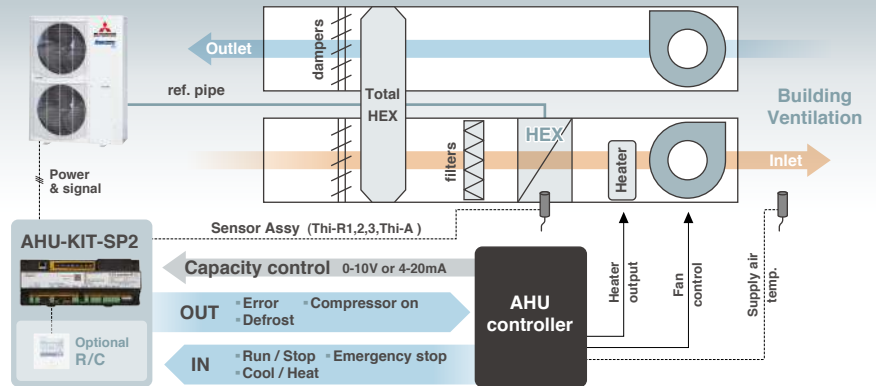 Outlet
dampers
ref. pipe
Total
HEX
Building
Ventilation
filters
HEX
Heater
Inlet
Power
& signal
Sensor Assy (Thi-R1,2,3,Thi-A )
AHU-KIT-SP2
Capacity control 0-10V or 4-20mA
OUT
▪Error ▪Compressor on
▪Defrost
AHU
controller
Heater
output
Fan
control
Supply air
temp.
Optional
R/C
IN
▪Run / Stop ▪Emergency stop
▪Cool / Heat